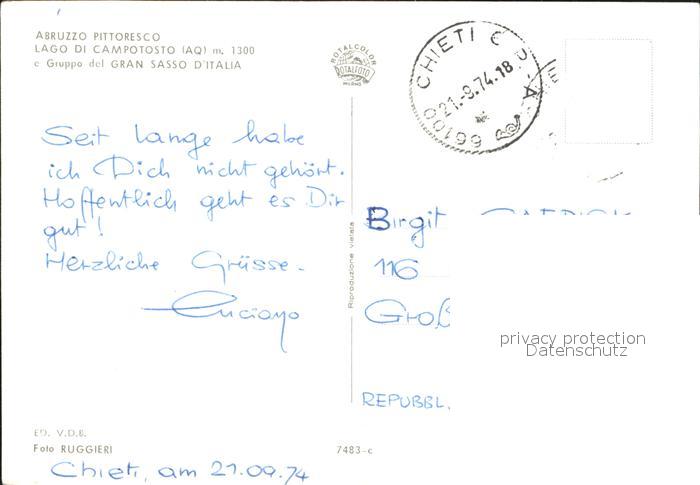 ABRUZZO PITTORESCO
LAGO DI CAMPOTOSTO (AQ) m. 1300
e Gruppo del GRAN SASSO D'ITALIA
ROTALCOLOR
ROTALFOTO
MILANO
66100 CHIETI C.P. A.
21.-9.74.18
Seit lange habe
ich Dich nicht gehört.
Hoffentlich geht es Dir
gut!
Herzliche Grüsse.
Luciano
Riproduzione vietata
Birgit
116
Groß
REPUBBL.
privacy protection
Datenschutz
ED. V.D.B.
Foto RUGGIERI
7483-c
Chieti, am 21.09.74